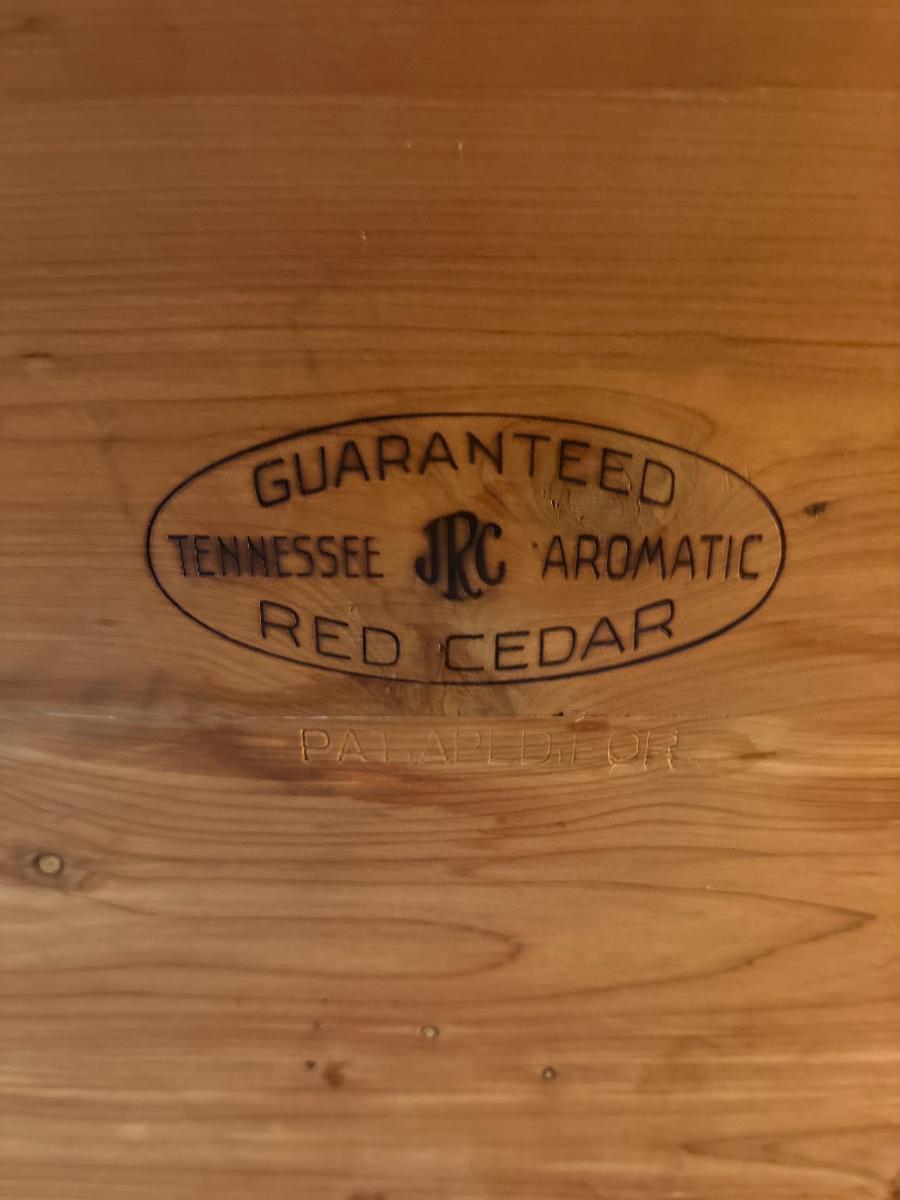 GUARANTEED
TENNESSEE JRC AROMATIC
RED CEDAR
PAT. APLD. FOR